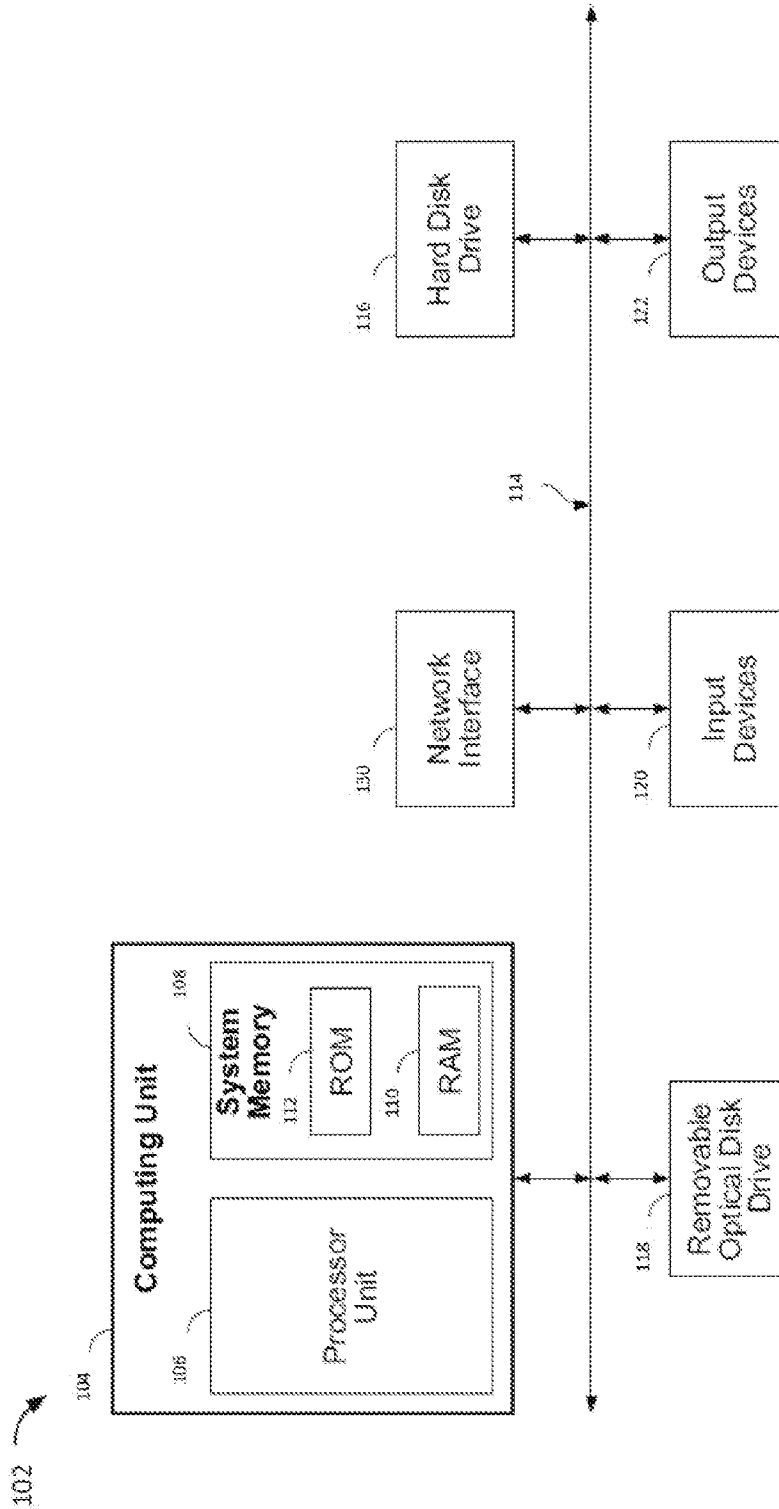 102
104
Computing Unit
106
Processor
Unit
108
System
Memory
112
ROM
110
RAM
130
Network
Interface
116
Hard Disk
Drive
114
118
Removable
Optical Disk
Drive
120
Input
Devices
122
Output
Devices